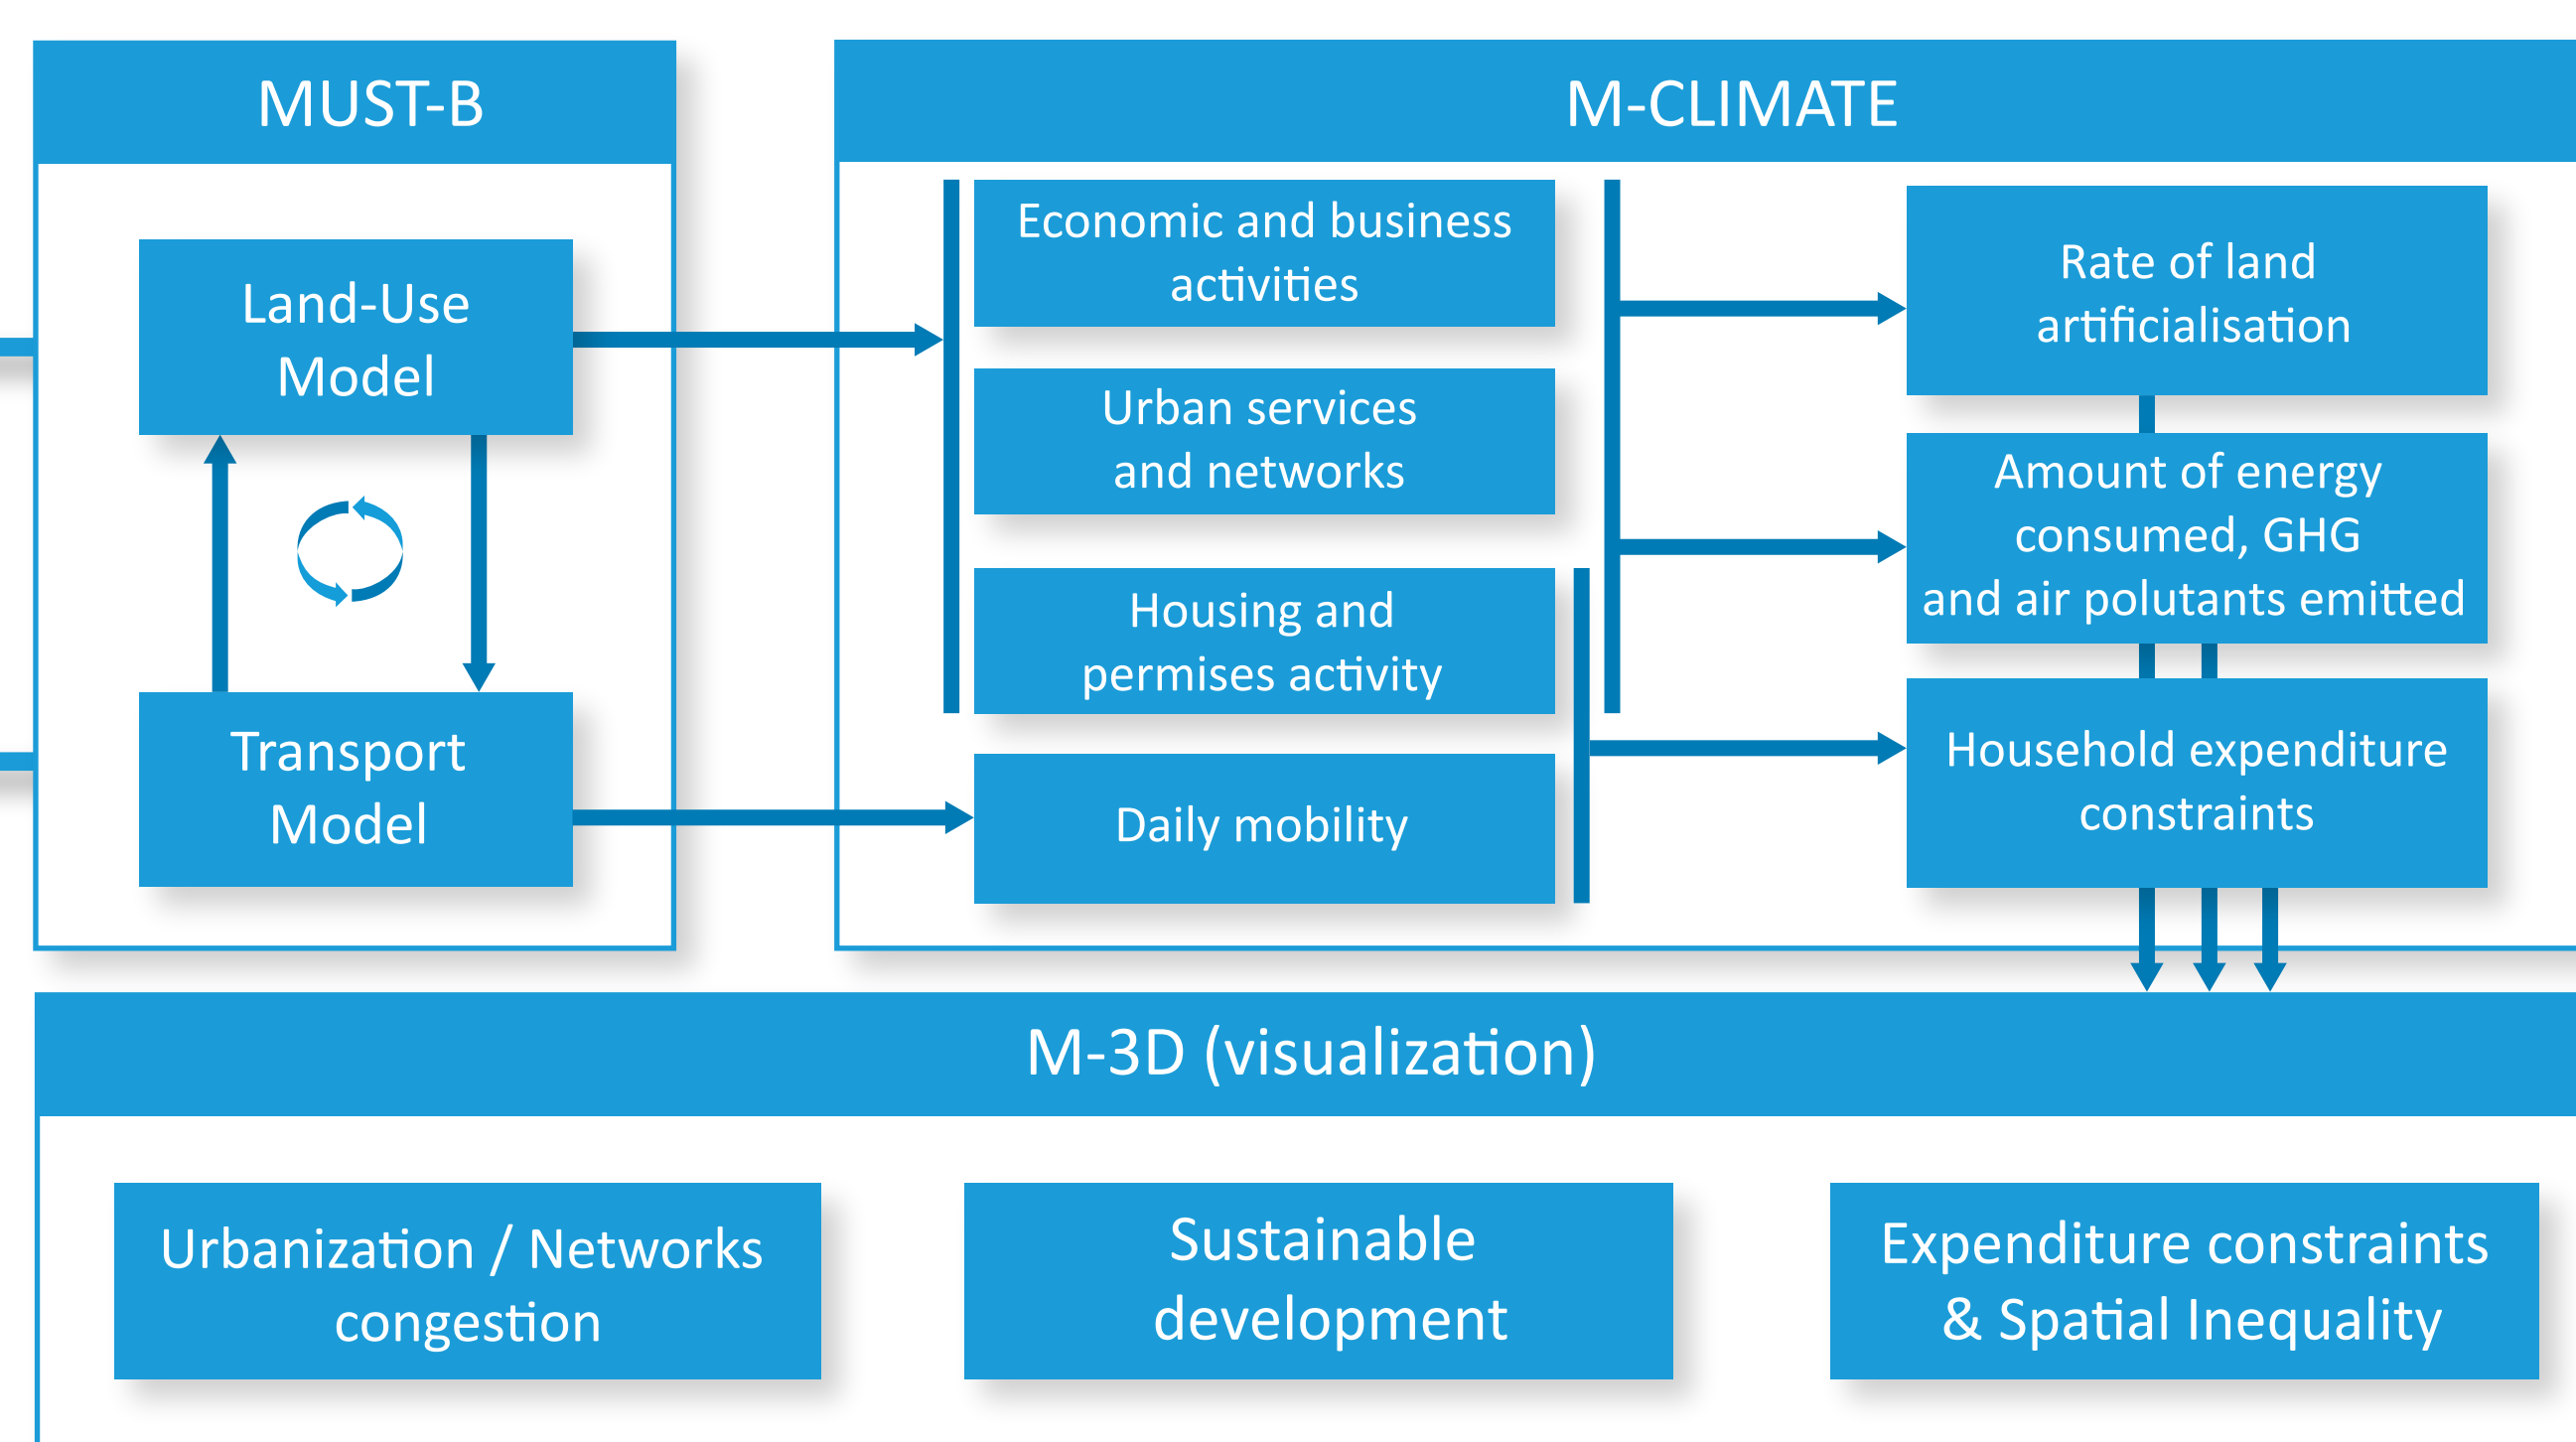 MUST-B
Land-Use
Model
Transport
Model
M-CLIMATE
Economic and business
activities
Urban services
and networks
Housing and
permises activity
Daily mobility
Rate of land
artificialisation
Amount of energy
consumed, GHG
and air polutants emitted
Household expenditure
constraints
M-3D (visualization)
Urbanization / Networks
congestion
Sustainable
development
Expenditure constraints
& Spatial Inequality